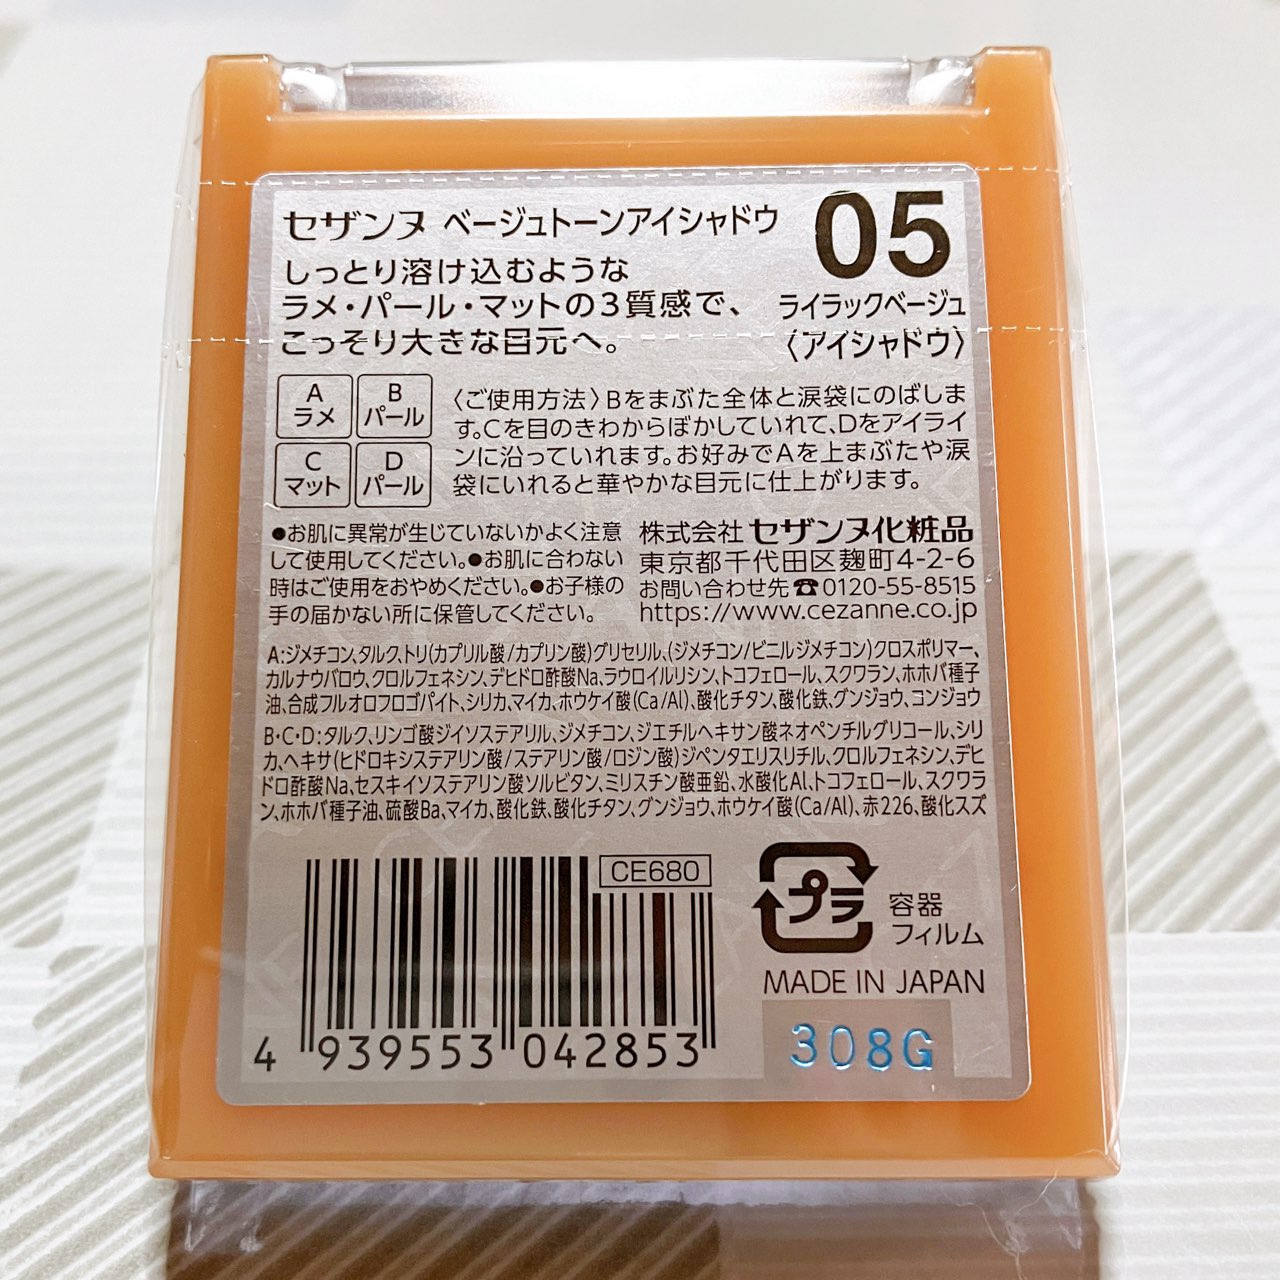 セザンヌ ベージュトーンアイシャドウ
05
しっとり溶け込むような
ラメ・パール・マットの3質感で、
こっそり大きな目元へ。
ライラックベージュ
〈アイシャドウ〉
A
ラメ
B
パール
C
マット
D
パール
〈ご使用方法〉Bをまぶた全体と涙袋にのばしま
す。Cを目のきわからぼかしていれて、Dをアイライ
ンに沿っていれます。お好みでAを上まぶたや涙
袋にいれると華やかな目元に仕上がります。
●お肌に異常が生じていないかよく注意
して使用してください。●お肌に合わない
時はご使用をおやめください。●お子様の
手の届かない所に保管してください。
株式会社 セザンヌ化粧品
東京都千代田区麹町4-2-6
お問い合わせ先☎0120-55-8515
https://www.cezanne.co.jp
A:ジメチコン、タルク、トリ(カプリル酸/カプリン酸)グリセリル、(ジメチコン/ビニルジメチコン)クロスポリマー、
カルナウバロウ、クロルフェネシン、デヒドロ酢酸Na、ラウロイルリシン、トコフェロール、スクワラン、ホホバ種子
油、合成フルオロフロゴパイト、シリカ、マイカ、ホウケイ酸(Ca/Al)、酸化チタン、酸化鉄、グンジョウ、コンジョウ
B・C・D:タルク、リンゴ酸ジイソステアリル、ジメチコン、ジエチルヘキサン酸ネオペンチルグリコール、シリ
カ、ヘキサ(ヒドロキシステアリン酸/ステアリン酸/ロジン酸)ジペンタエリスリチル、クロルフェネシン、デヒ
ドロ酢酸Na、セスキイソステアリン酸ソルビタン、ミリスチン酸亜鉛、水酸化Al、トコフェロール、スクワラ
ン、ホホバ種子油、硫酸Ba、マイカ、酸化鉄、酸化チタン、グンジョウ、ホウケイ酸(Ca/Al)、赤226、酸化スズ
CE680
プラ
容器
フィルム
MADE IN JAPAN
4 939553 042853
308G